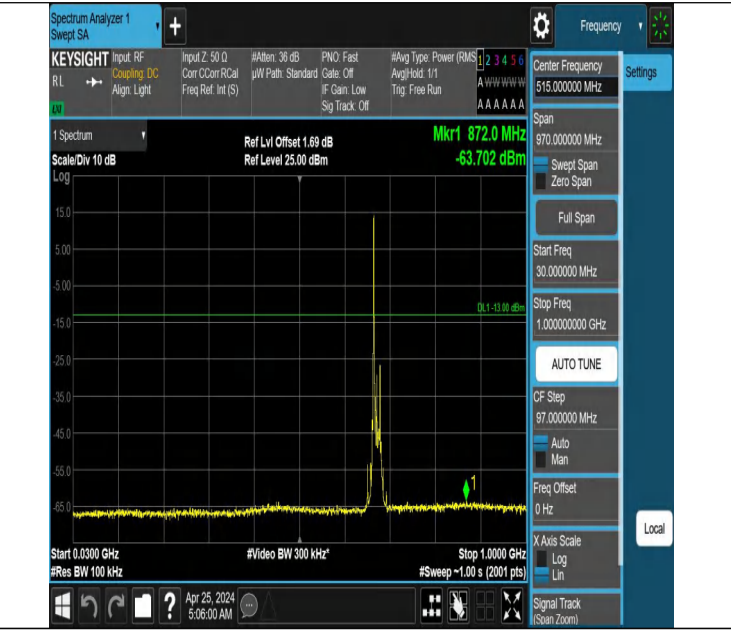 Spectrum Analyzer 1
Swept SA
Frequency
KEYSIGHT
RL
Input: RF
Coupling: DC
Align: Light
Input Z: 50 Ω
Corr CCorr RCal
Freq Ref: Int (S)
#Atten: 36 dB
µW Path: Standard
PNO: Fast
Gate: Off
IF Gain: Low
Sig Track: Off
#Avg Type: Power (RMS
Avg|Hold: 1/1
Trig: Free Run
1 2 3 4 5 6
A W W W W W
A A A A A A
1 Spectrum
Scale/Div 10 dB
Log
Ref Lvl Offset 1.69 dB
Ref Level 25.00 dBm
Mkr1 872.0 MHz
-63.702 dBm
15.0
5.00
-5.00
-15.0
-25.0
-35.0
-45.0
-55.0
-65.0
DL1 -13.00 dBm
1
Start 0.0300 GHz
#Res BW 100 kHz
#Video BW 300 kHz*
Stop 1.0000 GHz
#Sweep ~1.00 s (2001 pts)
Center Frequency
515.000000 MHz
Settings
Span
970.000000 MHz
Swept Span
Zero Span
Full Span
Start Freq
30.000000 MHz
Stop Freq
1.000000000 GHz
AUTO TUNE
CF Step
97.000000 MHz
Auto
Man
Freq Offset
0 Hz
Local
X Axis Scale
Log
Lin
Signal Track
(Span Zoom)
Apr 25, 2024
5:06:00 AM